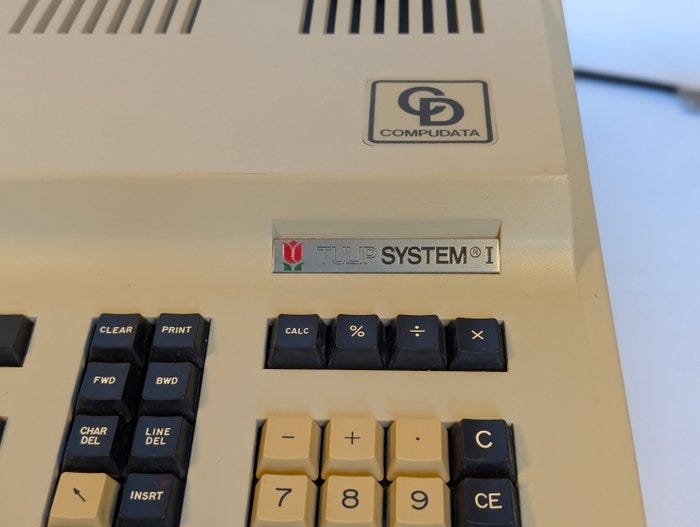 CD
COMPUDATA
TULIP SYSTEM® I
CLEAR PRINT CALC % ÷ ×
FWD BWD
CHAR DEL LINE DEL - + . C
↖ INSRT 7 8 9 CE